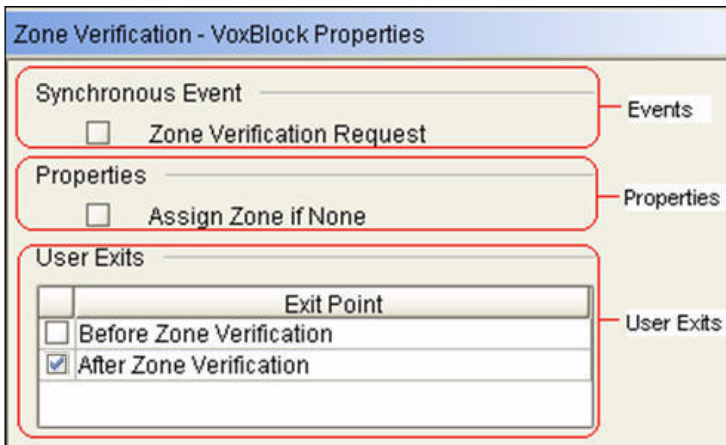 Zone Verification - VoxBlock Properties
Synchronous Event
Events
Zone Verification Request
Properties
Properties
Assign Zone if None
User Exits
Exit Point
User Exits
Before Zone Verification
After Zone Verification